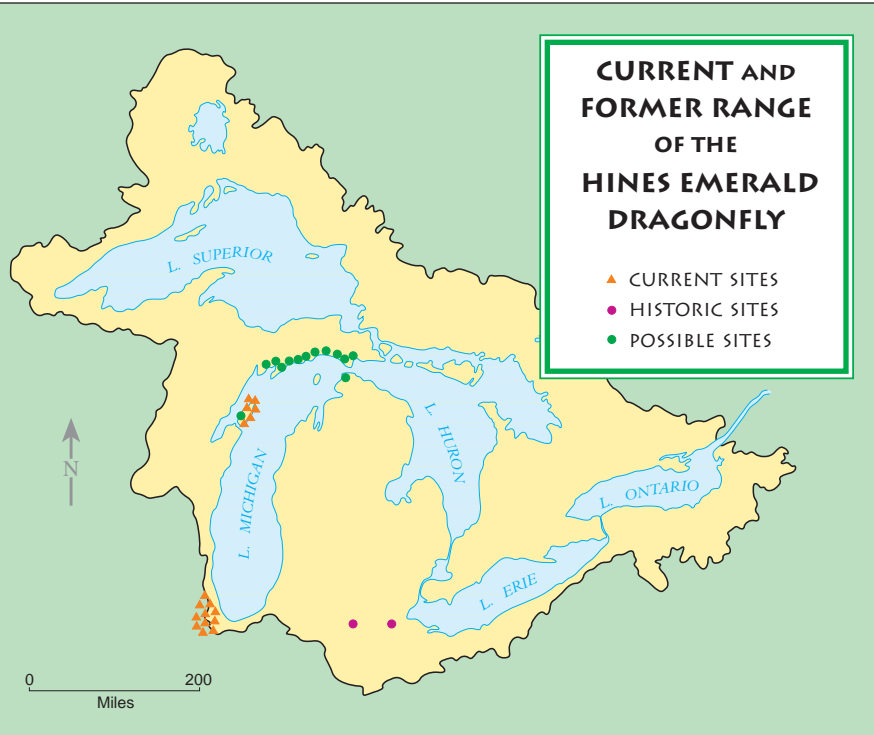 CURRENT AND
FORMER RANGE
OF THE
HINES EMERALD
DRAGONFLY
CURRENT SITES
HISTORIC SITES
POSSIBLE SITES
L. SUPERIOR
L. HURON
L. MICHIGAN
L. ONTARIO
L. ERIE
N
0 200
Miles